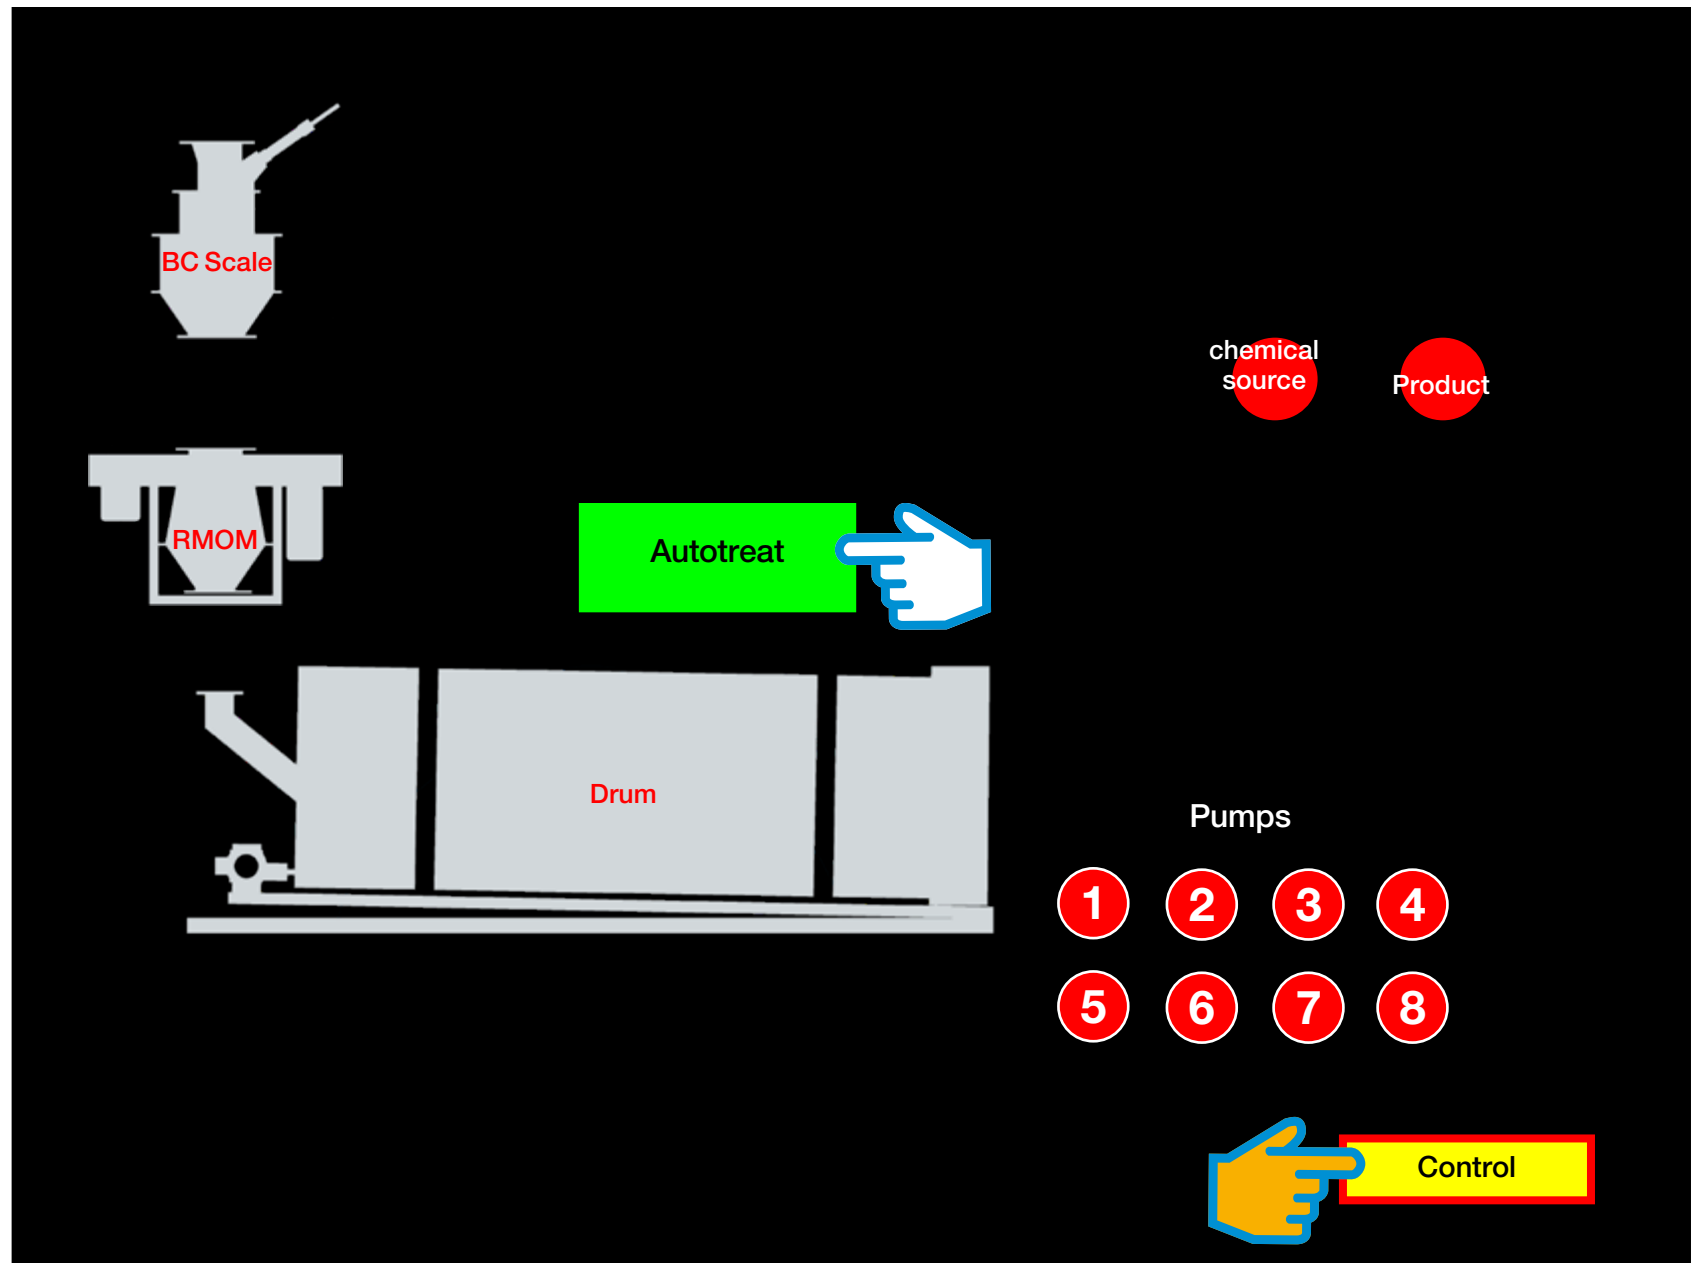 BC Scale
chemical
source
Product
RMOM
Autotreat
Drum
Pumps
1 2 3 4
5 6 7 8
Control